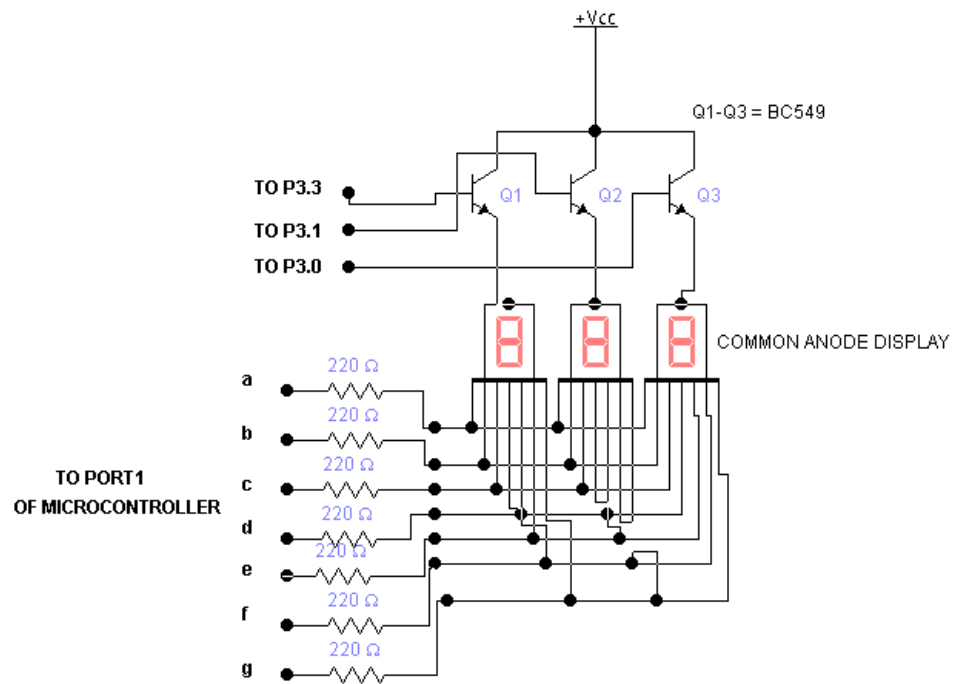 +Vcc
Q1-Q3 = BC549
TO P3.3
Q1
Q2
Q3
TO P3.1
TO P3.0
COMMON ANODE DISPLAY
a
220 Ω
b
220 Ω
c
220 Ω
TO PORT1
OF MICROCONTROLLER
d
220 Ω
e
220 Ω
f
220 Ω
g
220 Ω